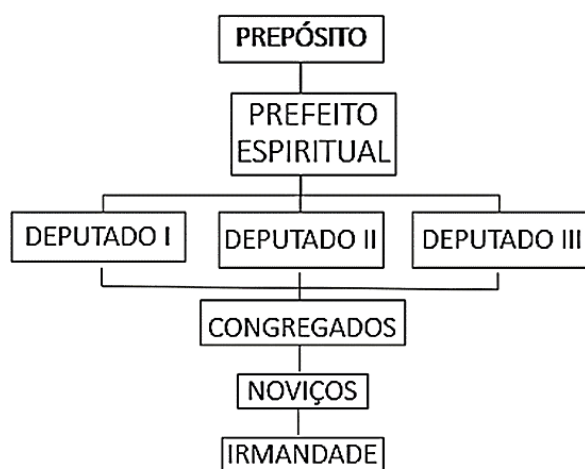 PREPÓSITO
PREFEITO
ESPIRITUAL
DEPUTADO I
DEPUTADO II
DEPUTADO III
CONGREGADOS
NOVIÇOS
IRMANDADE